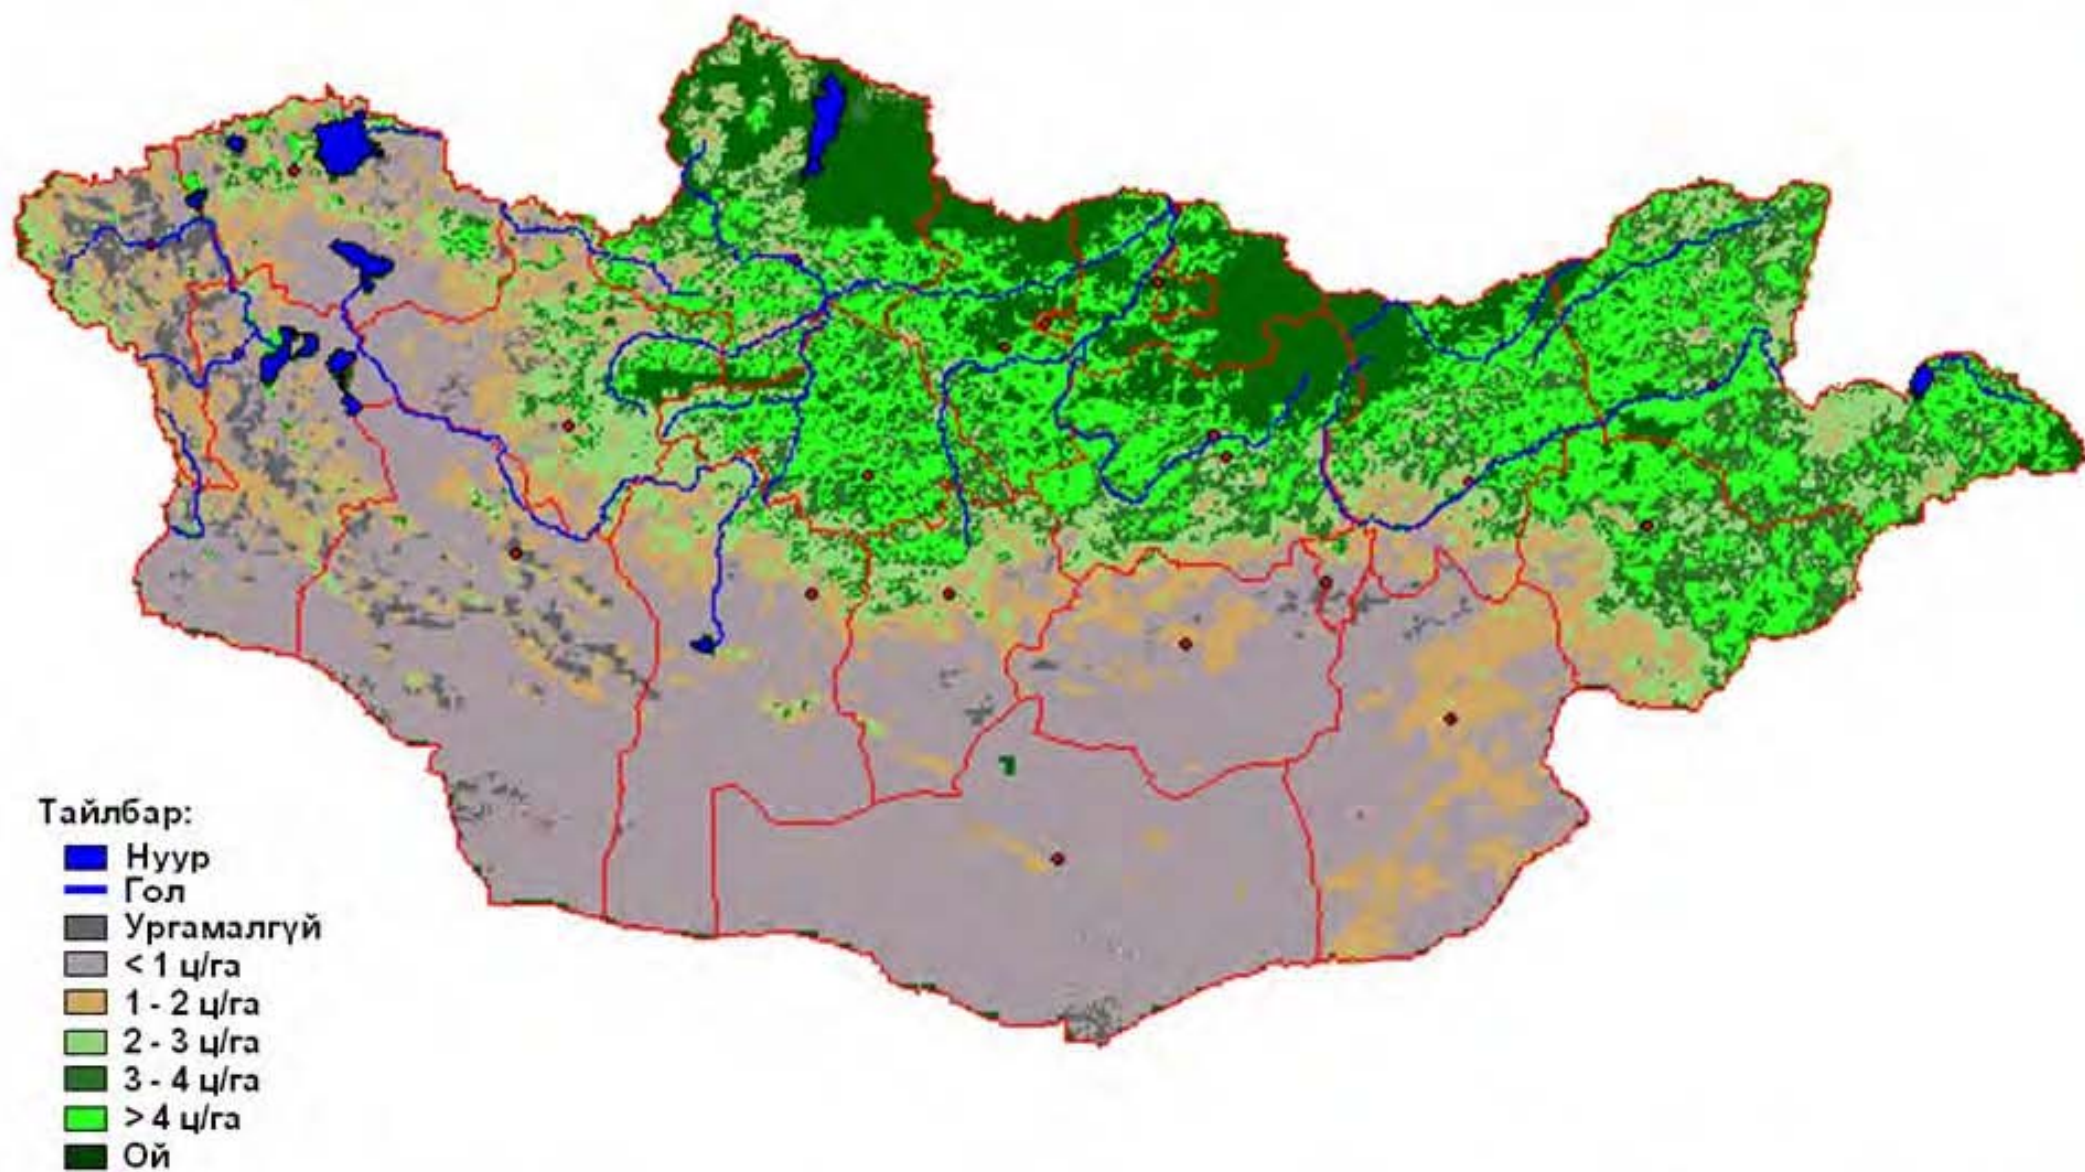 Тайлбар:
Нуур
Гол
Ургамалгүй
< 1 ц/га
1 - 2 ц/га
2 - 3 ц/га
3 - 4 ц/га
> 4 ц/га
Ой